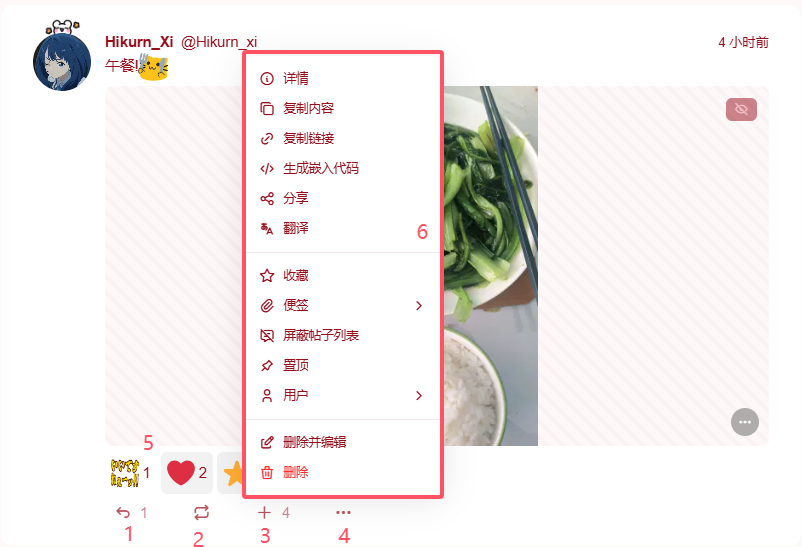 Hikurn_Xi @Hikurn_xi 4 小时前
午餐!
详情
复制内容
复制链接
生成嵌入代码
分享
翻译
6
收藏
便签
屏蔽帖子列表
置顶
用户
删除并编辑
删除
5
1 2
1 4
1 2 3 4